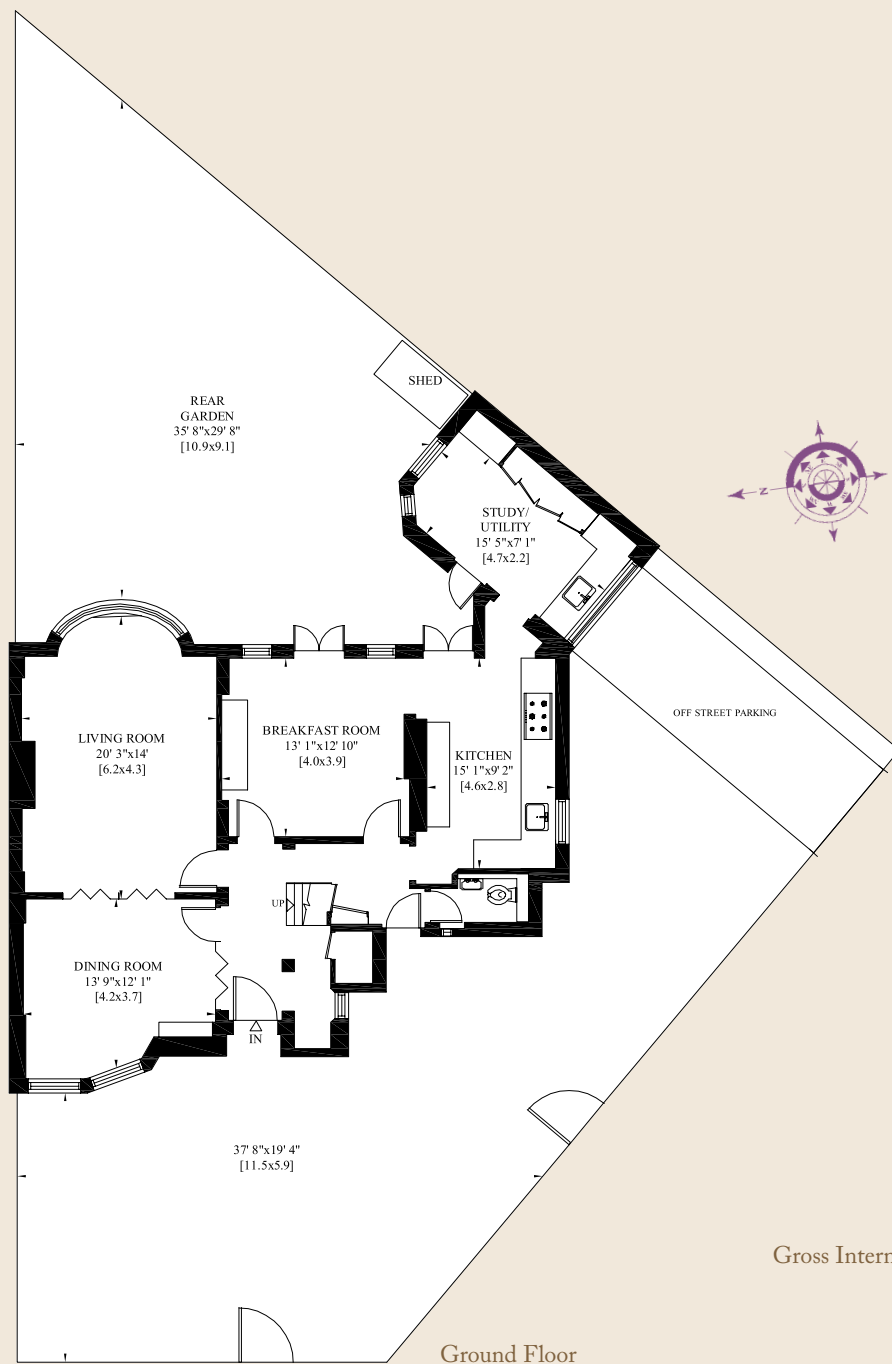 REAR
GARDEN
35' 8"x29' 8"
[10.9x9.1]
SHED
STUDY/
UTILITY
15' 5"x7' 1"
[4.7x2.2]
N
OFF STREET PARKING
LIVING ROOM
20' 3"x14'
[6.2x4.3]
BREAKFAST ROOM
13' 1"x12' 10"
[4.0x3.9]
KITCHEN
15' 1"x9' 2"
[4.6x2.8]
UP
DINING ROOM
13' 9"x12' 1"
[4.2x3.7]
IN
37' 8"x19' 4"
[11.5x5.9]
Gross Intern
Ground Floor